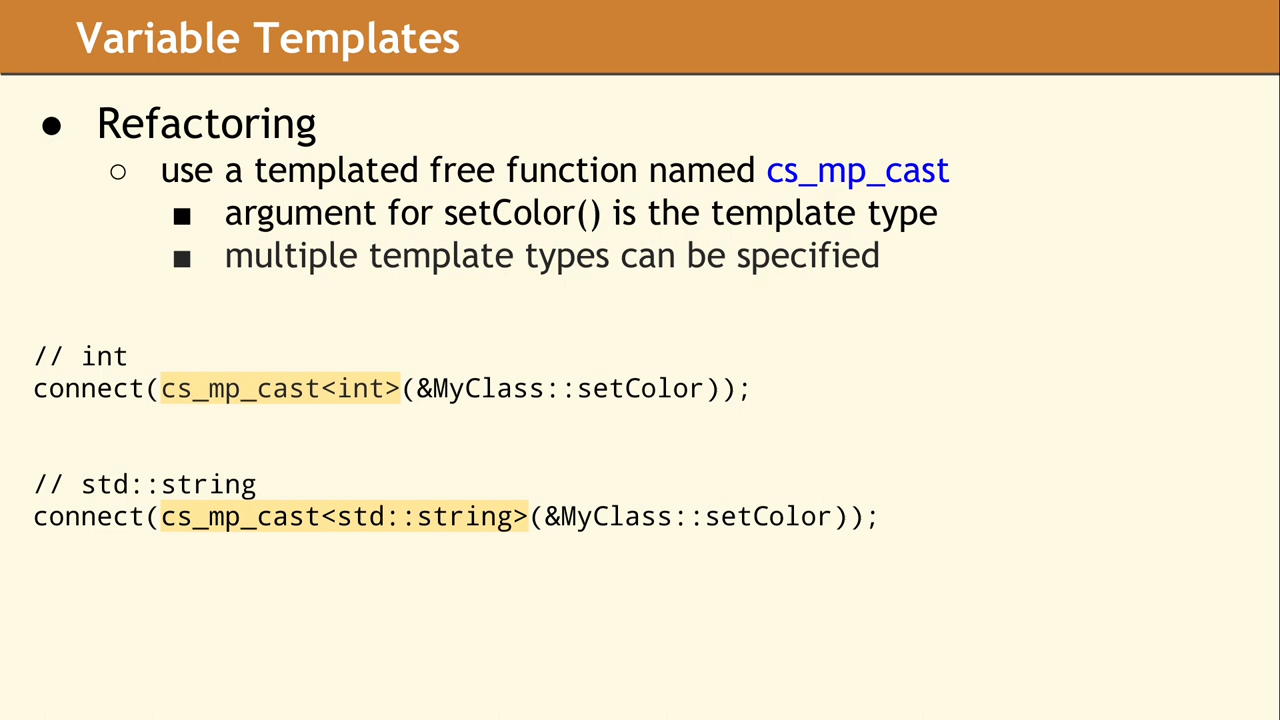 Variable Templates
● Refactoring
○ use a templated free function named cs_mp_cast
■ argument for setColor() is the template type
■ multiple template types can be specified
// int
connect(cs_mp_cast<int>(&MyClass::setColor));
// std::string
connect(cs_mp_cast<std::string>(&MyClass::setColor));